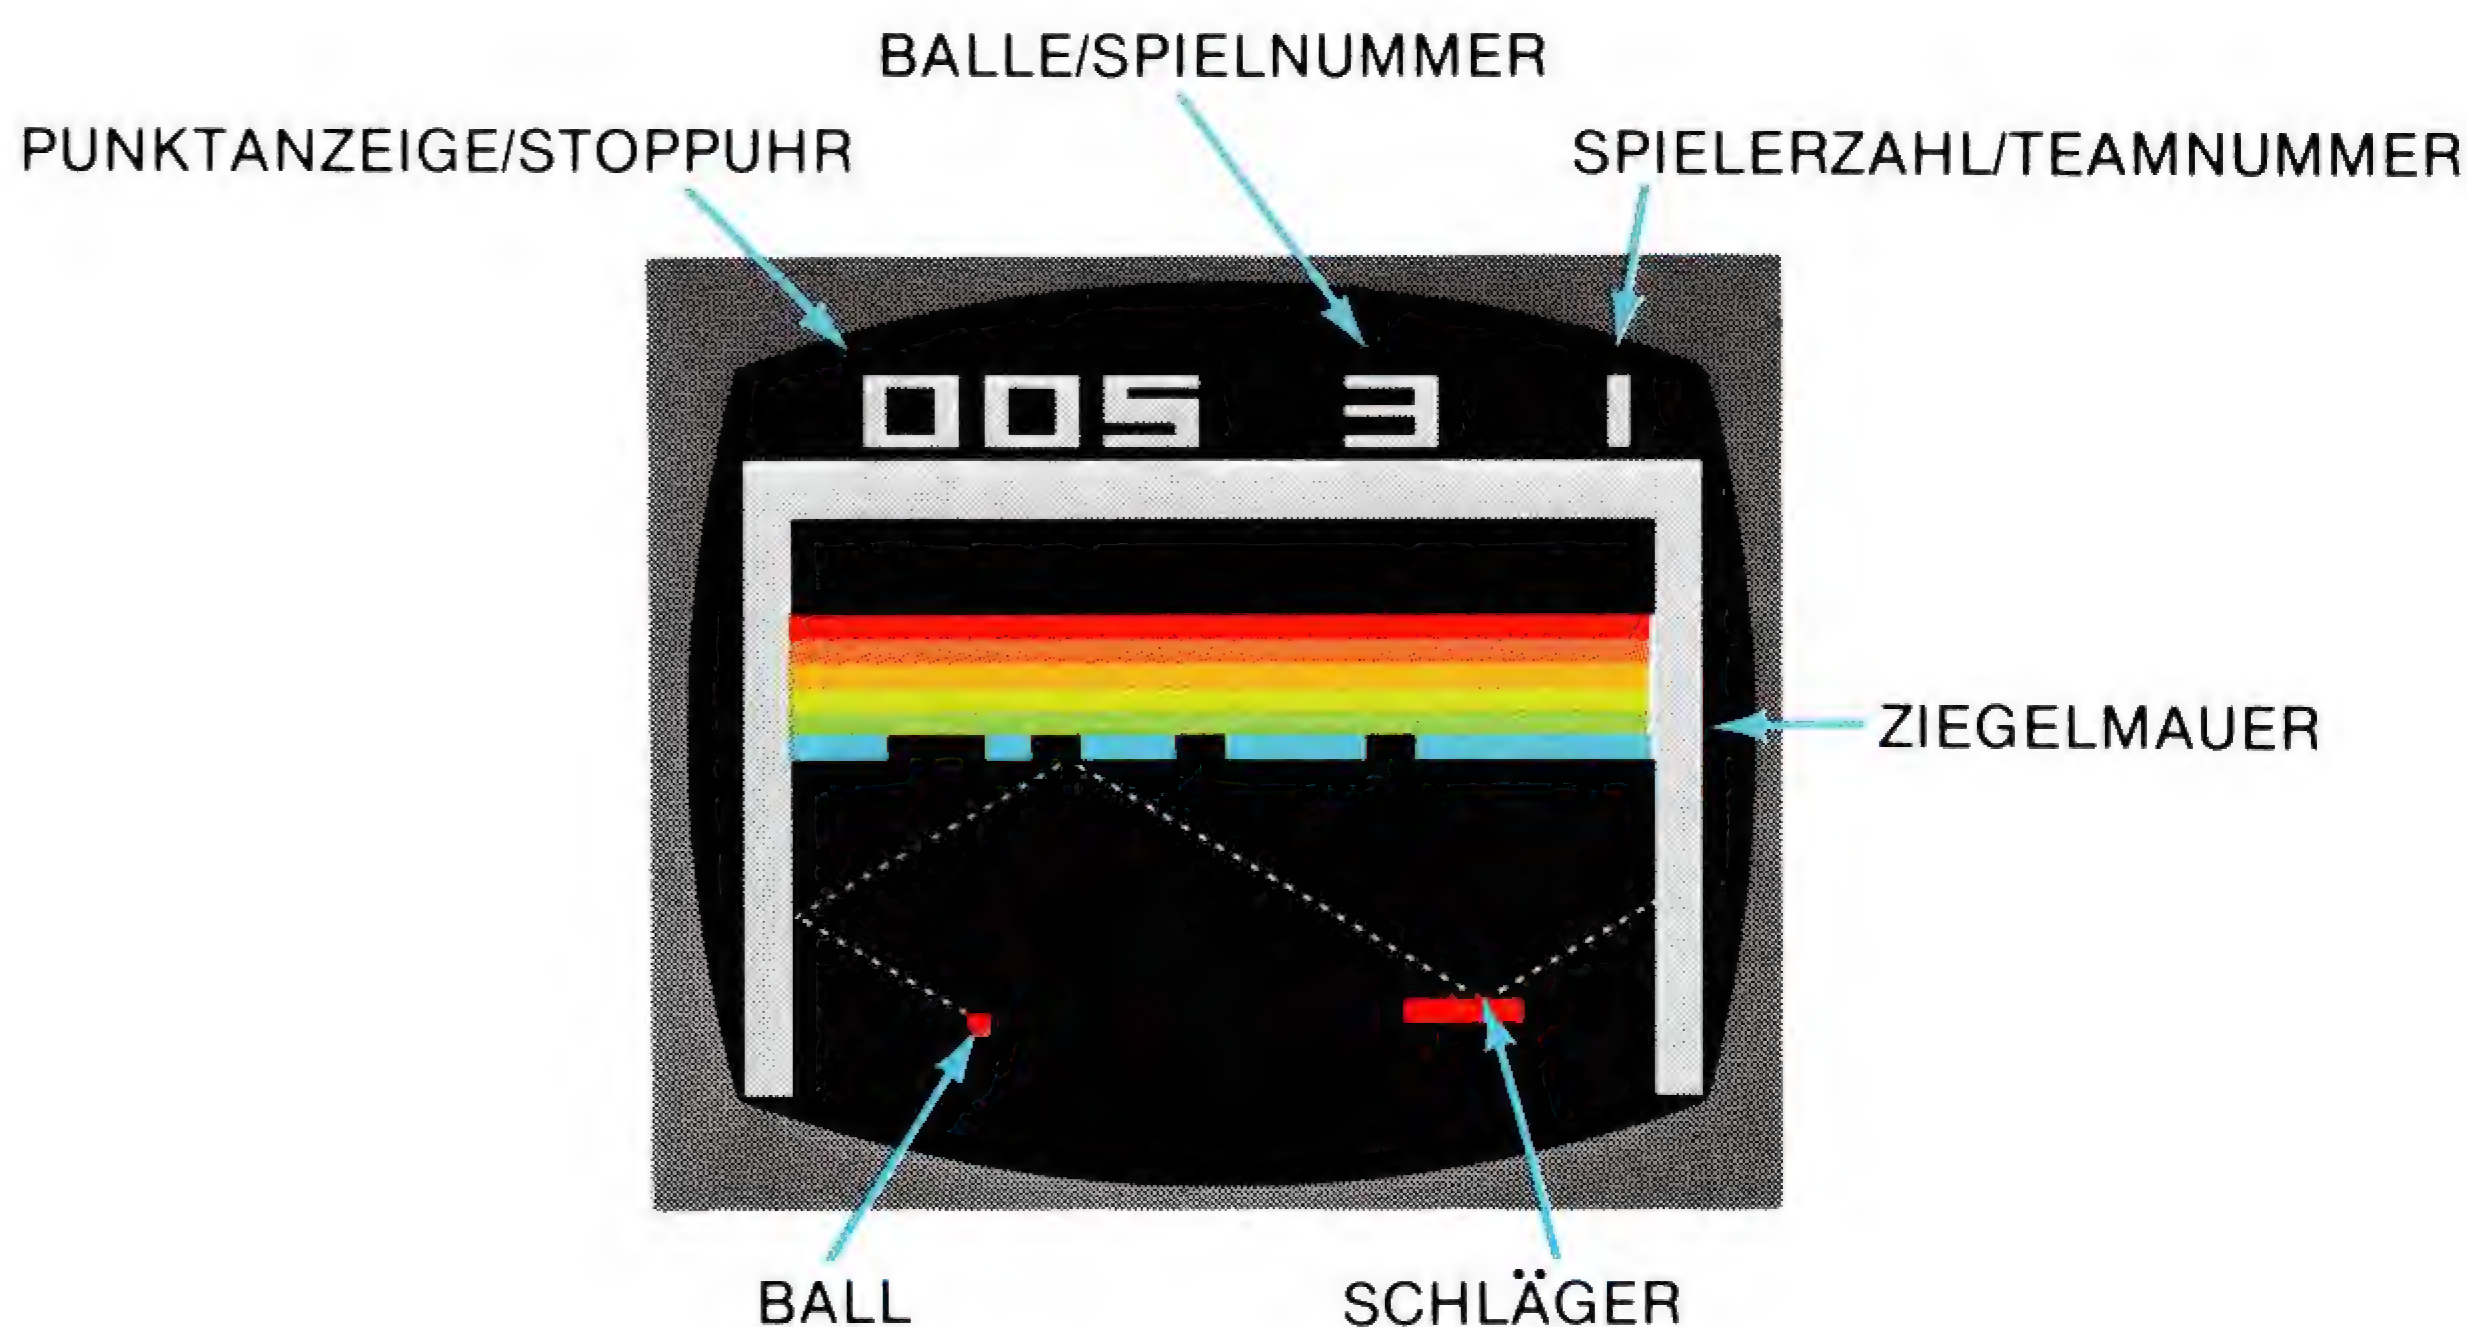 BALLE/SPIELNUMMER
PUNKTANZEIGE/STOPPUHR
SPIELERZAHL/TEAMNUMMER
005 3 1
ZIEGELMAUER
BALL
SCHLÄGER